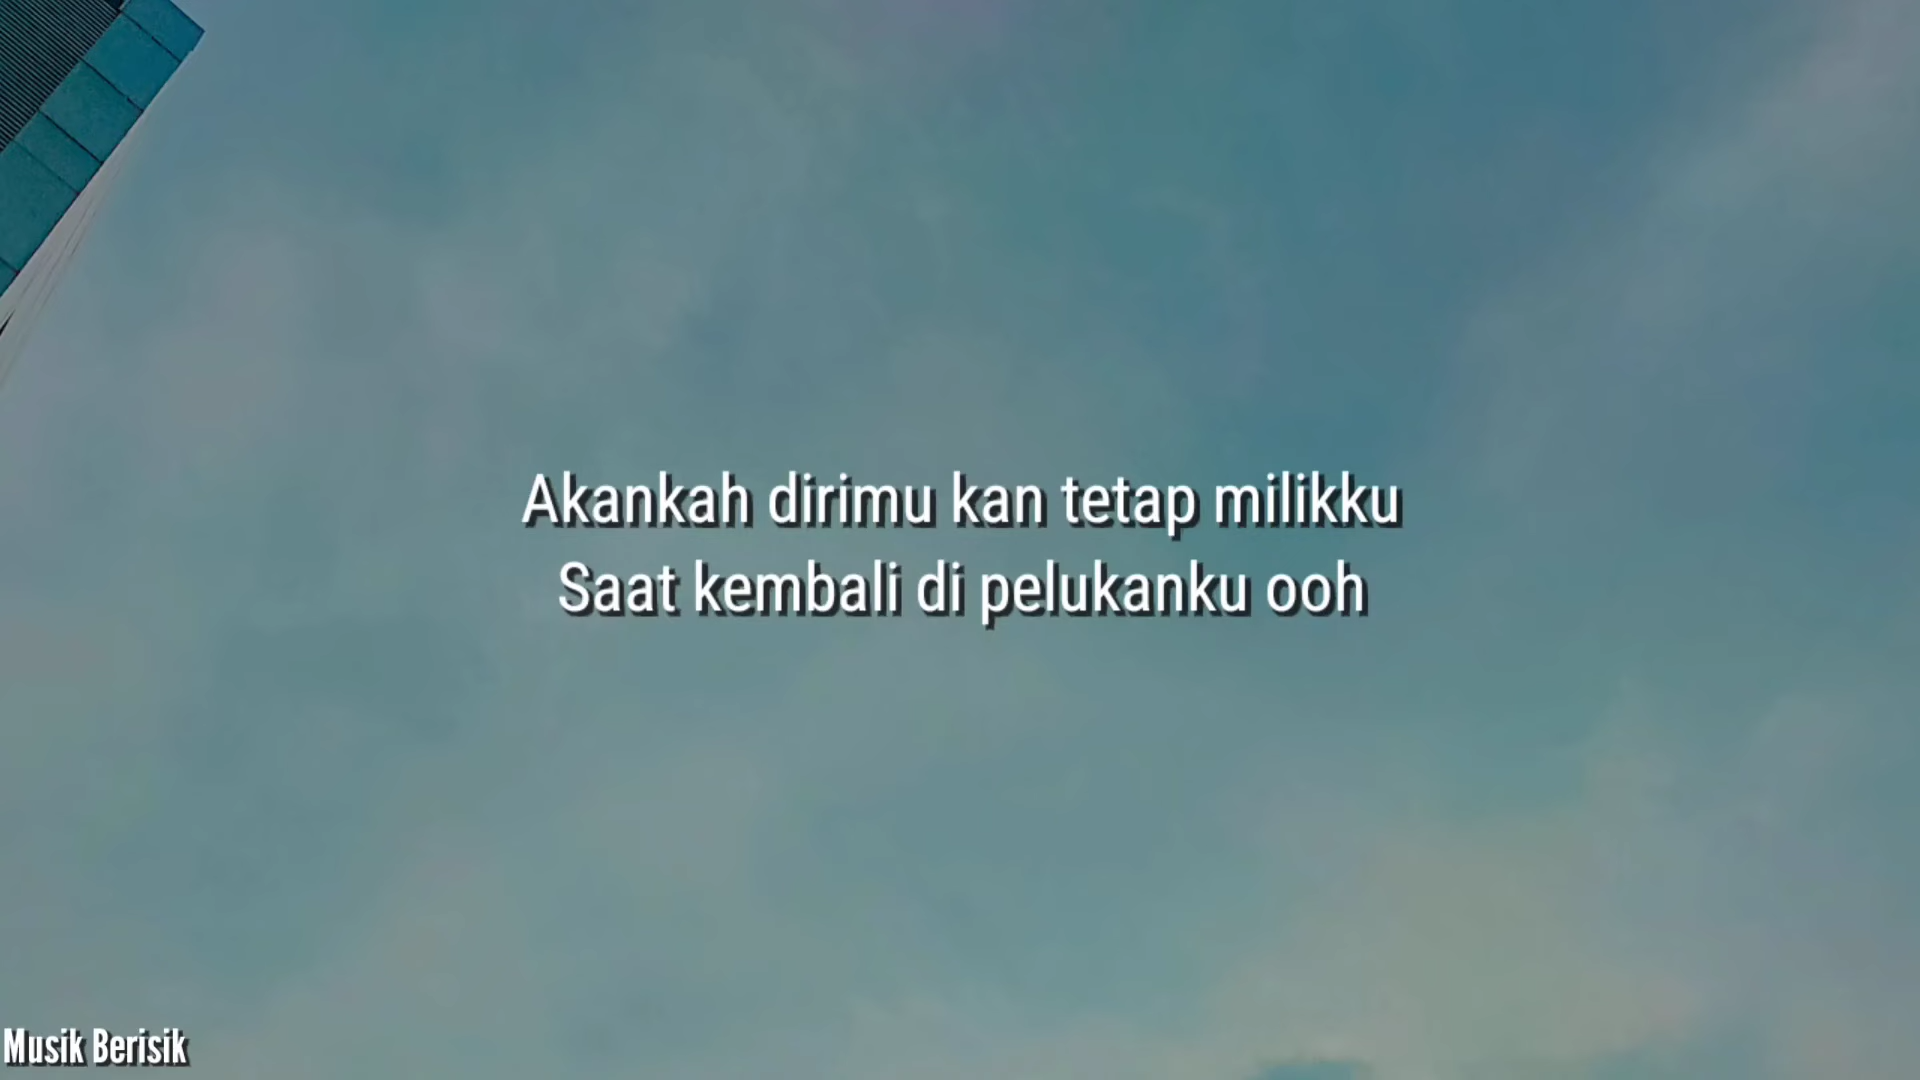 Akankah dirimu kan tetap milikku
Saat kembali di pelukanku ooh
Musik Berisik